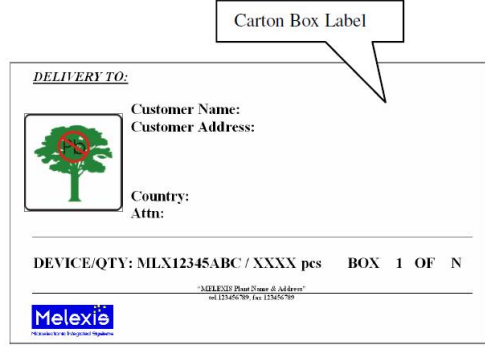 Carton Box Label
DELIVERY TO:
Customer Name:
Customer Address:
Pb
Country:
Attn:
DEVICE/QTY: MLX12345ABC / XXXX pcs BOX 1 OF N
"MELEXIS Plant Name & Address"
tel.123456789, fax 123456789
Melexis
Microelectronic Integrated Systems